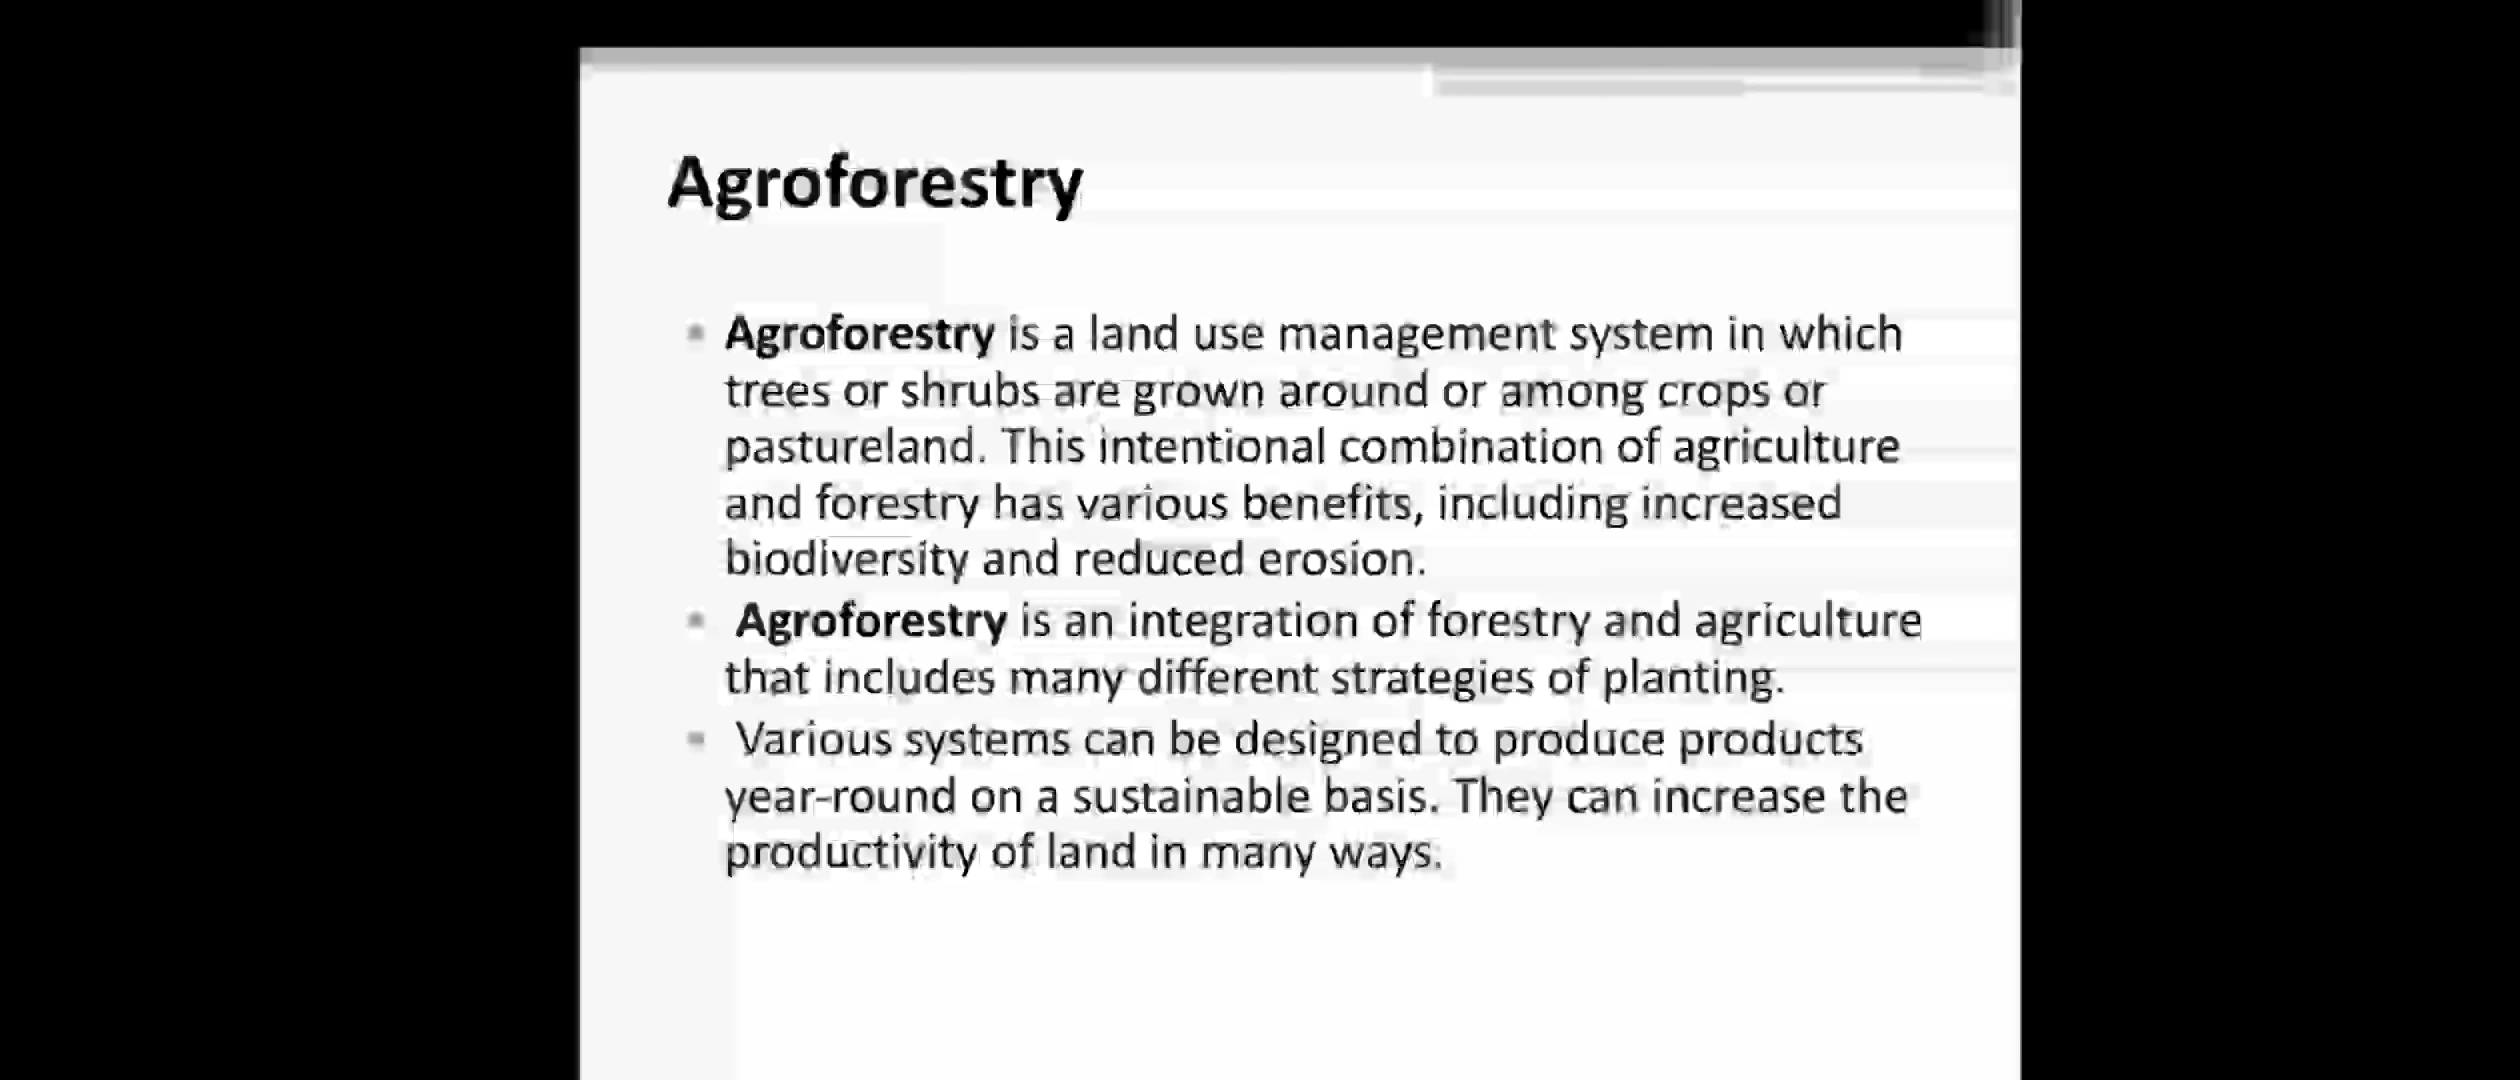 Agroforestry
Agroforestry is a land use management system in which
trees or shrubs are grown around or among crops or
pastureland. This intentional combination of agriculture
and forestry has various benefits, including increased
biodiversity and reduced erosion.
Agroforestry is an integration of forestry and agriculture
that includes many different strategies of planting.
Various systems can be designed to produce products
year-round on a sustainable basis. They can increase the
productivity of land in many ways.